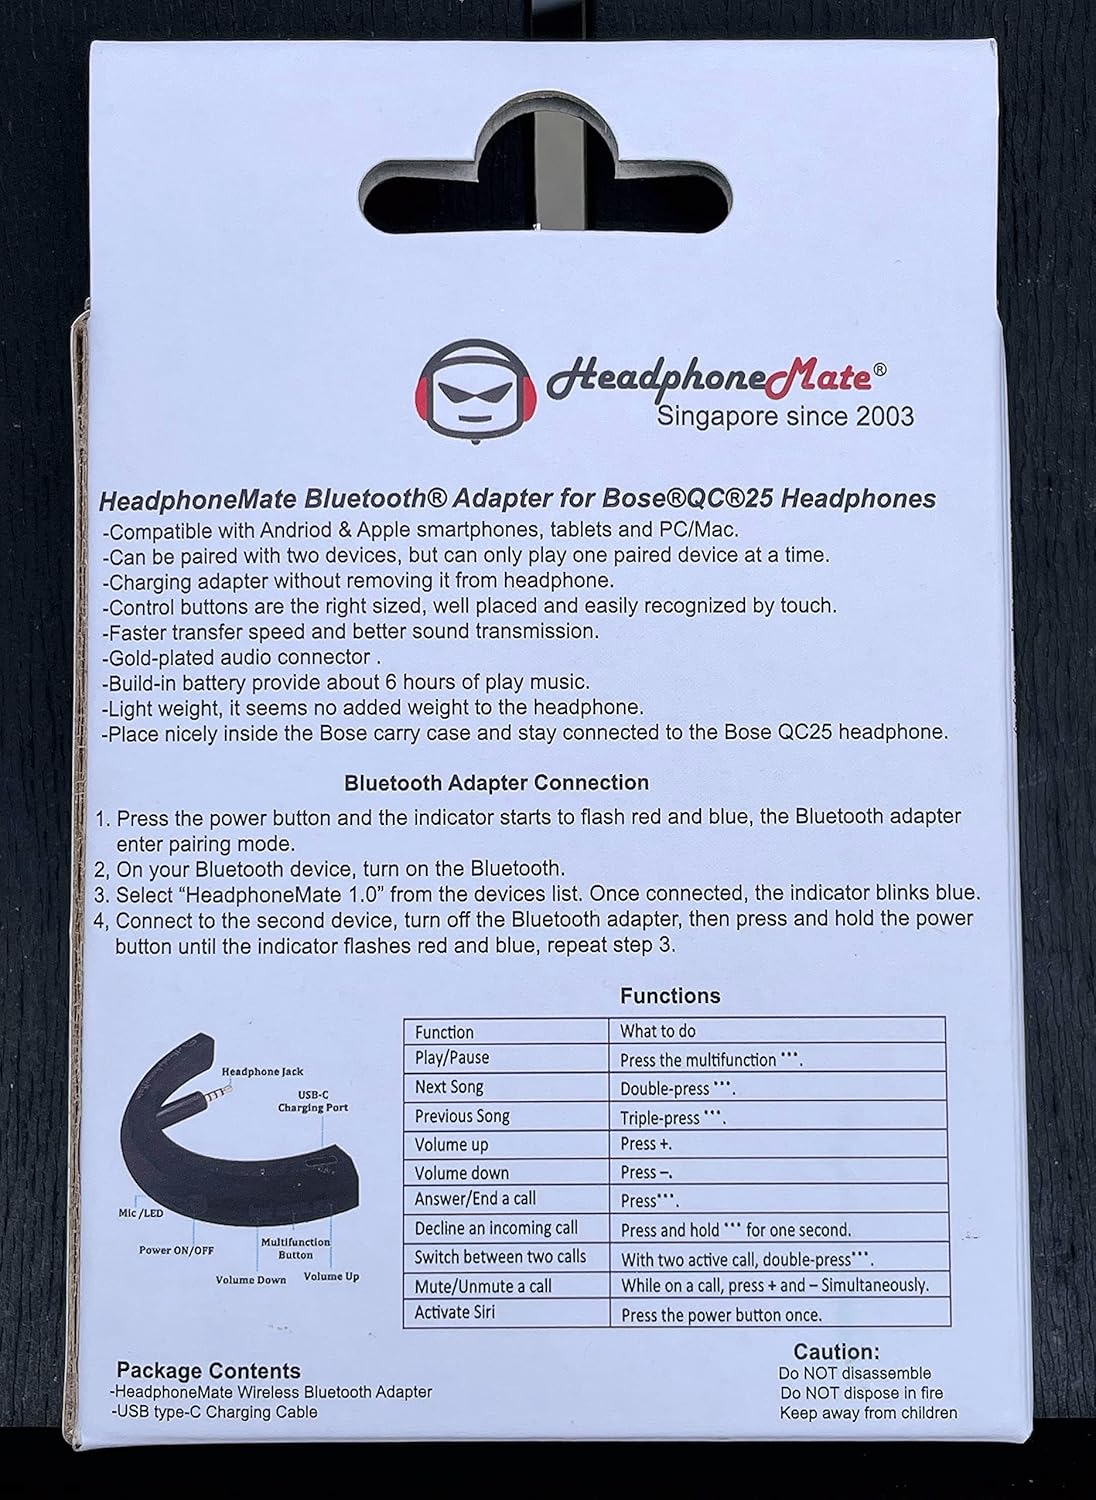 HeadphoneMate®
Singapore since 2003
HeadphoneMate Bluetooth® Adapter for Bose®QC®25 Headphones
-Compatible with Andriod & Apple smartphones, tablets and PC/Mac.
-Can be paired with two devices, but can only play one paired device at a time.
-Charging adapter without removing it from headphone.
-Control buttons are the right sized, well placed and easily recognized by touch.
-Faster transfer speed and better sound transmission.
-Gold-plated audio connector .
-Build-in battery provide about 6 hours of play music.
-Light weight, it seems no added weight to the headphone.
-Place nicely inside the Bose carry case and stay connected to the Bose QC25 headphone.
Bluetooth Adapter Connection
1. Press the power button and the indicator starts to flash red and blue, the Bluetooth adapter
enter pairing mode.
2, On your Bluetooth device, turn on the Bluetooth.
3. Select “HeadphoneMate 1.0” from the devices list. Once connected, the indicator blinks blue.
4, Connect to the second device, turn off the Bluetooth adapter, then press and hold the power
button until the indicator flashes red and blue, repeat step 3.
Headphone Jack
USB-C
Charging Port
Mic /LED
Power ON/OFF
Multifunction
Button
Volume Down
Volume Up
Functions
Function What to do
Play/Pause Press the multifunction •••.
Next Song Double-press •••.
Previous Song Triple-press •••.
Volume up Press +.
Volume down Press –.
Answer/End a call Press•••.
Decline an incoming call Press and hold ••• for one second.
Switch between two calls With two active call, double-press•••.
Mute/Unmute a call While on a call, press + and – Simultaneously.
Activate Siri Press the power button once.
Package Contents
-HeadphoneMate Wireless Bluetooth Adapter
-USB type-C Charging Cable
Caution:
Do NOT disassemble
Do NOT dispose in fire
Keep away from children